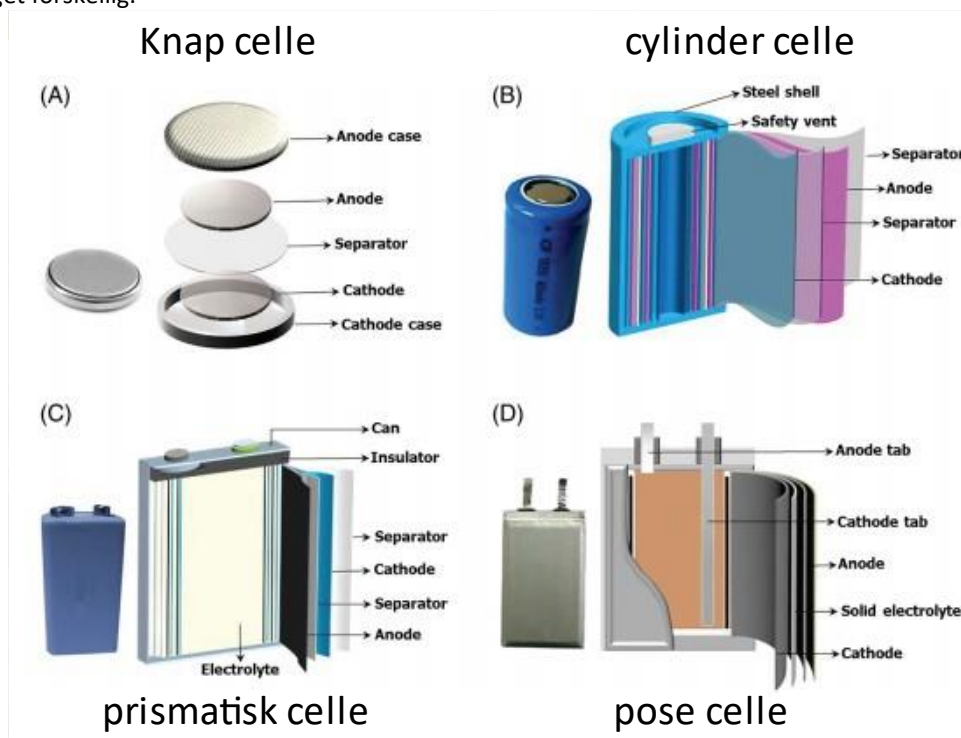 get forskellig.
Knap celle
cylinder celle
(A)
Anode case
Anode
Separator
Cathode
Cathode case
(B)
Steel shell
Safety vent
Separator
Anode
Separator
Cathode
(C)
Can
Insulator
Separator
Cathode
Separator
Anode
Electrolyte
(D)
Anode tab
Cathode tab
Anode
Solid electrolyte
Cathode
prismatisk celle
pose celle